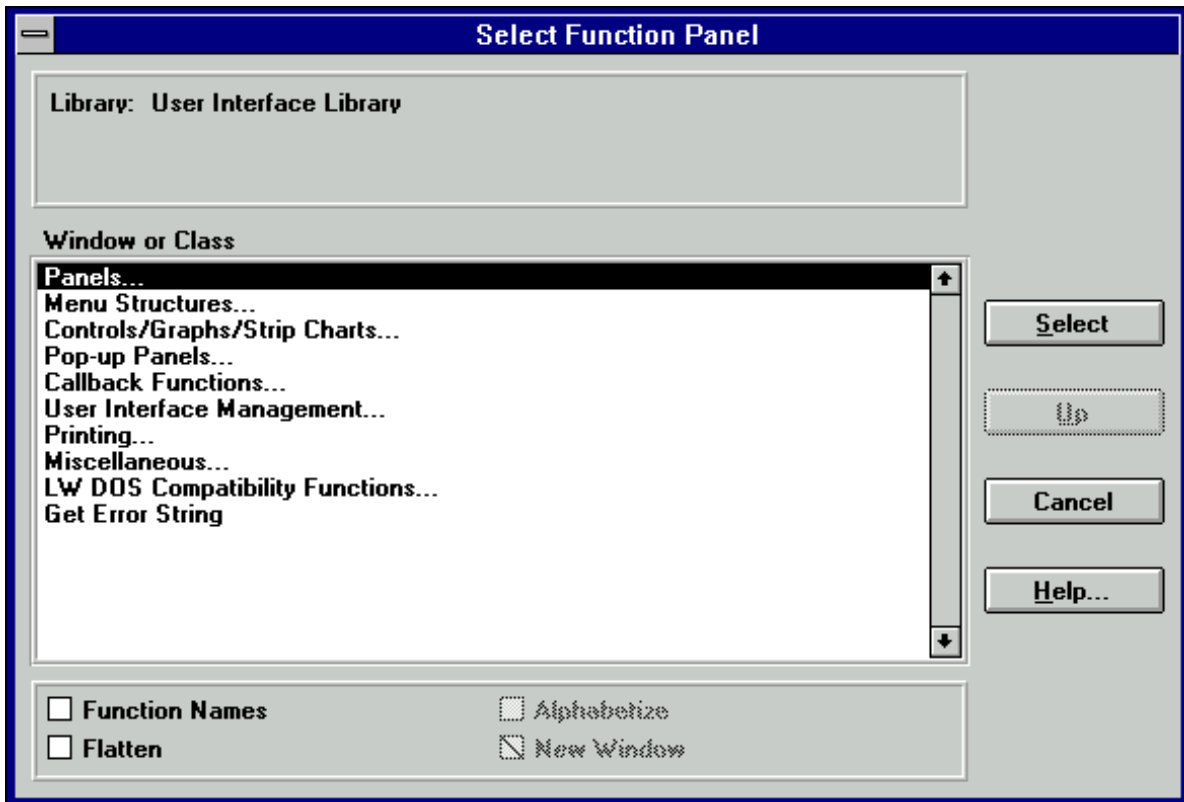 Select Function Panel
Library: User Interface Library
Window or Class
Panels...
Menu Structures...
Controls/Graphs/Strip Charts...
Pop-up Panels...
Callback Functions...
User Interface Management...
Printing...
Miscellaneous...
LW DOS Compatibility Functions...
Get Error String
Select
Up
Cancel
Help...
Function Names
Alphabetize
Flatten
New Window